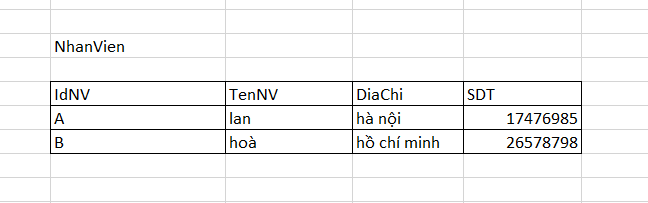 NhanVien
IdNV TenNV DiaChi SDT
A lan hà nội 17476985
B hoà hồ chí minh 26578798